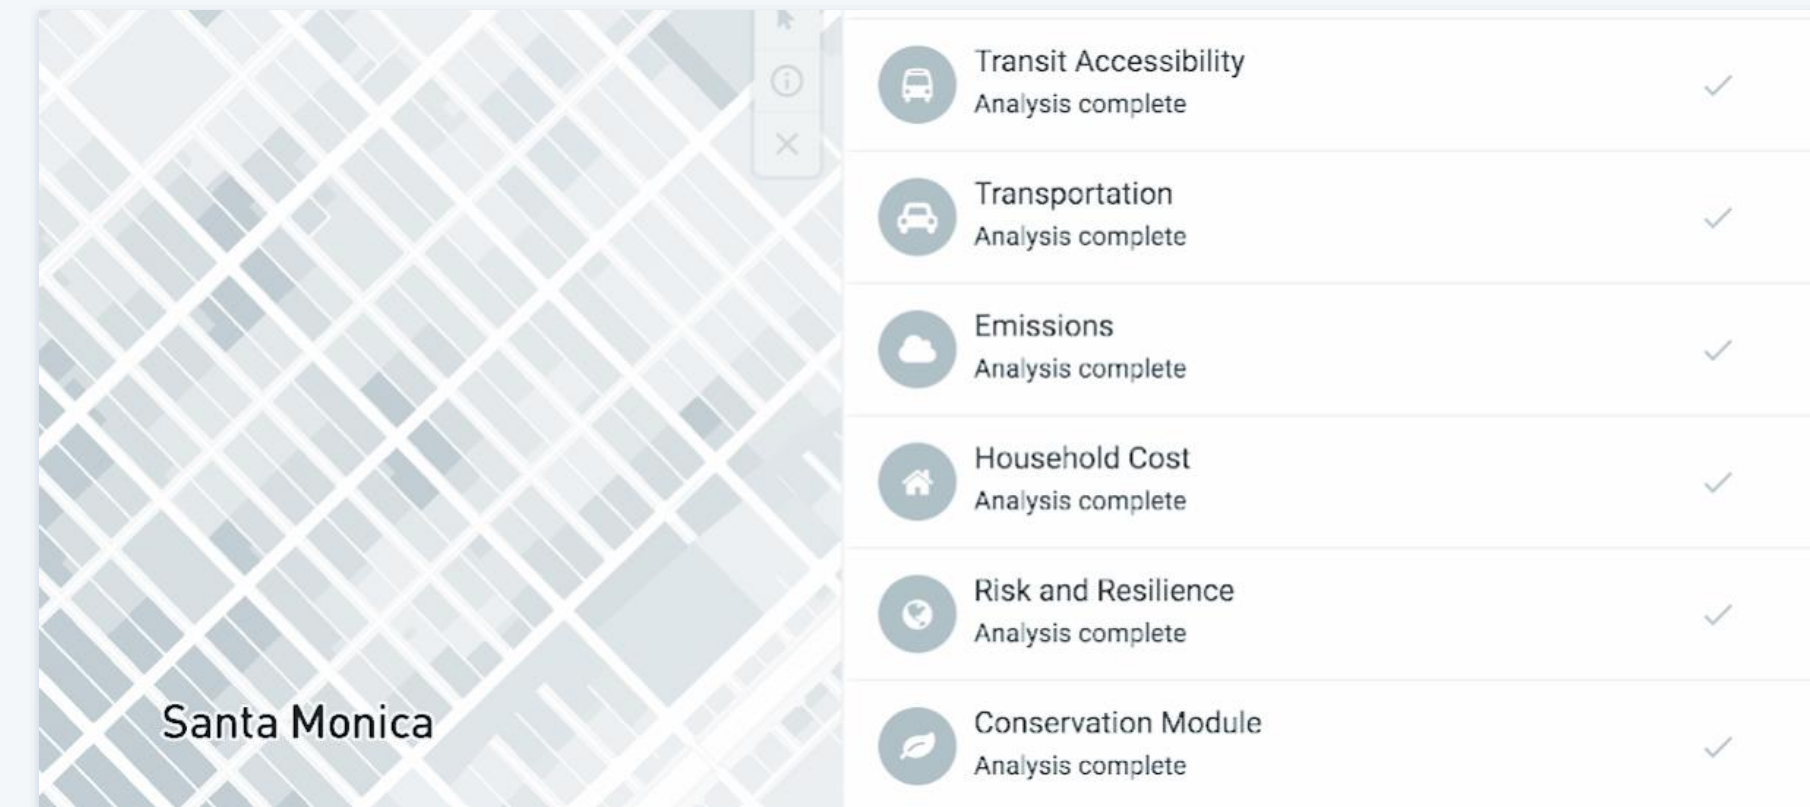 Santa Monica
Transit Accessibility
Analysis complete
Transportation
Analysis complete
Emissions
Analysis complete
Household Cost
Analysis complete
Risk and Resilience
Analysis complete
Conservation Module
Analysis complete